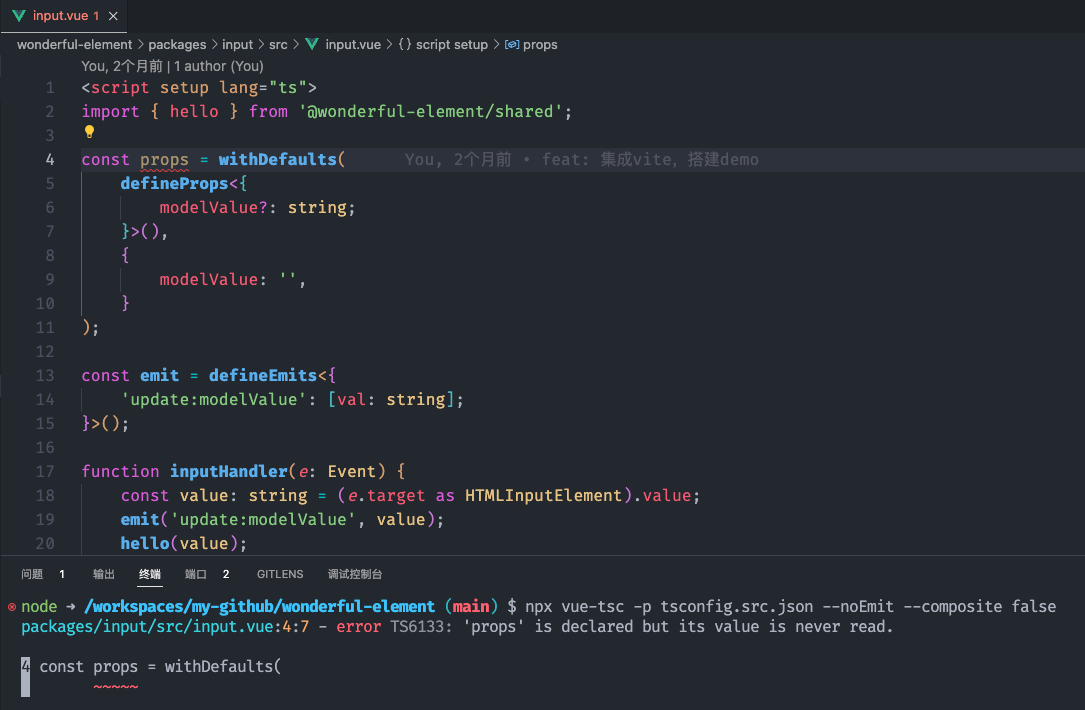 input.vue 1
wonderful-element > packages > input > src > input.vue > {} script setup > props
You, 2个月前 | 1 author (You)
1 <script setup lang="ts">
2 import { hello } from '@wonderful-element/shared';
3
4 const props = withDefaults( You, 2个月前 • feat: 集成vite, 搭建demo
5 defineProps<{
6 modelValue?: string;
7 }>(),
8 {
9 modelValue: '',
10 }
11 );
12
13 const emit = defineEmits<{
14 'update:modelValue': [val: string];
15 }>();
16
17 function inputHandler(e: Event) {
18 const value: string = (e.target as HTMLInputElement).value;
19 emit('update:modelValue', value);
20 hello(value);
问题 1 输出 终端 端口 2 GITLENS 调试控制台
node ➜ /workspaces/my-github/wonderful-element (main) $ npx vue-tsc -p tsconfig.src.json --noEmit --composite false
packages/input/src/input.vue:4:7 - error TS6133: 'props' is declared but its value is never read.
4 const props = withDefaults(
~~~~~